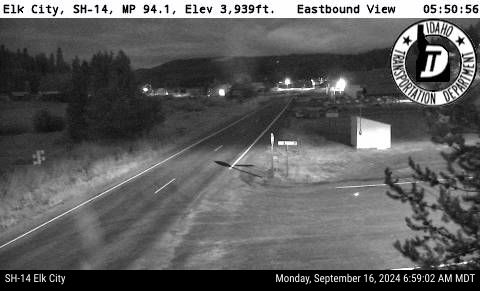 Elk City, SH-14, MP 94.1, Elev 3,939ft. Eastbound View 05:50:56
IDAHO
TRANSPORTATION DEPARTMENT
SH-14 Elk City Monday, September 16, 2024 6:59:02 AM MDT